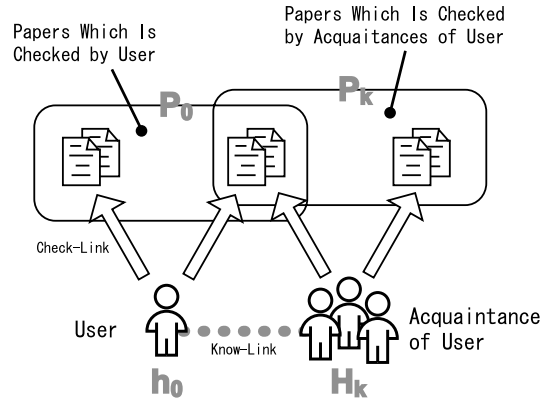 Papers Which Is
Checked by User
Papers Which Is Checked
by Acquaitances of User
P0
Pk
Check-Link
User
Know-Link
Acquaintance
of User
h0
Hk